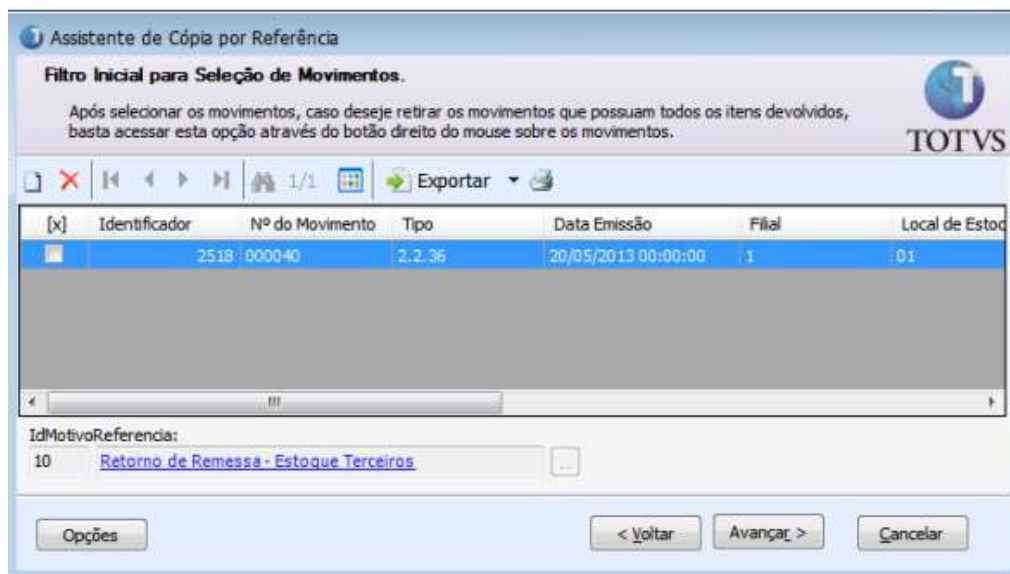 Assistente de Cópia por Referência
Filtro Inicial para Seleção de Movimentos.
Após selecionar os movimentos, caso deseje retirar os movimentos que possuam todos os itens devolvidos,
basta acessar esta opção através do botão direito do mouse sobre os movimentos.
TOTVS
1/1 Exportar
[x] Identificador Nº do Movimento Tipo Data Emissão Filial Local de Estoc
2518 000040 2.2.36 20/05/2013 00:00:00 1 01
IdMotivoReferencia:
10 Retorno de Remessa - Estoque Terceiros ...
Opções < Voltar Avançar > Cancelar